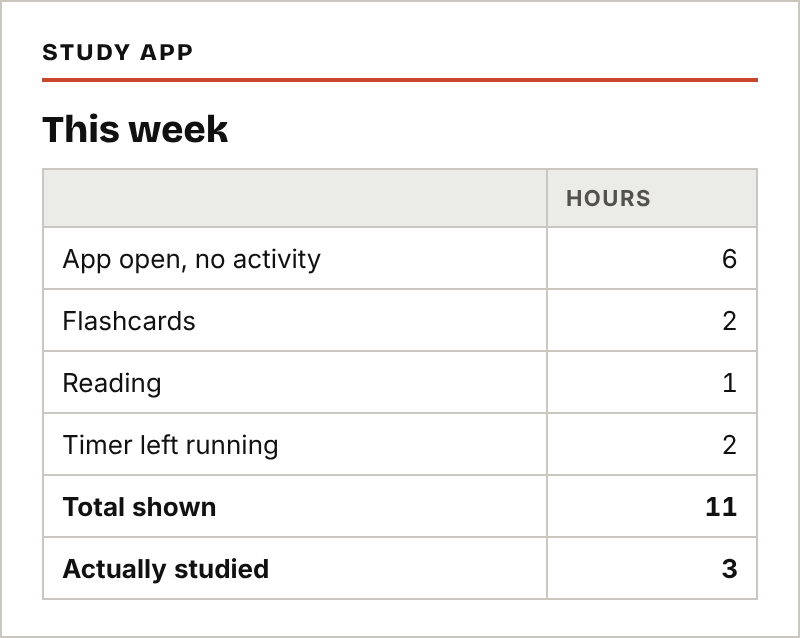 STUDY APP
This week
HOURS
App open, no activity 6
Flashcards 2
Reading 1
Timer left running 2
Total shown 11
Actually studied 3